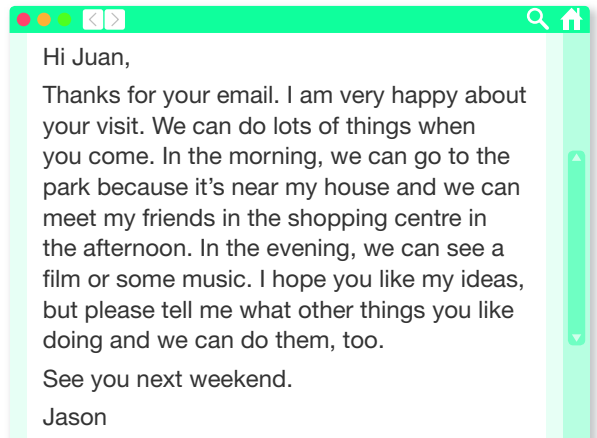 Hi Juan,
Thanks for your email. I am very happy about
your visit. We can do lots of things when
you come. In the morning, we can go to the
park because it’s near my house and we can
meet my friends in the shopping centre in
the afternoon. In the evening, we can see a
film or some music. I hope you like my ideas,
but please tell me what other things you like
doing and we can do them, too.
See you next weekend.
Jason